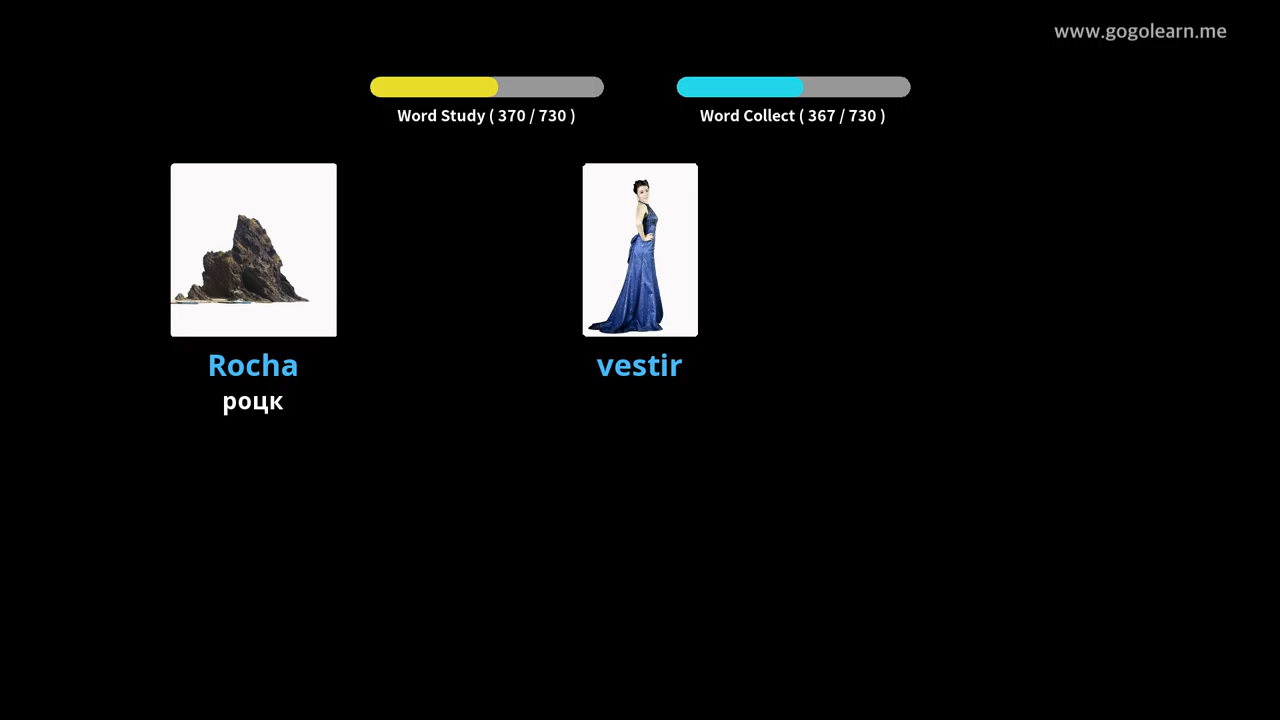 www.gogolearn.me
Word Study ( 370 / 730 )
Word Collect ( 367 / 730 )
Rocha
роцк
vestir